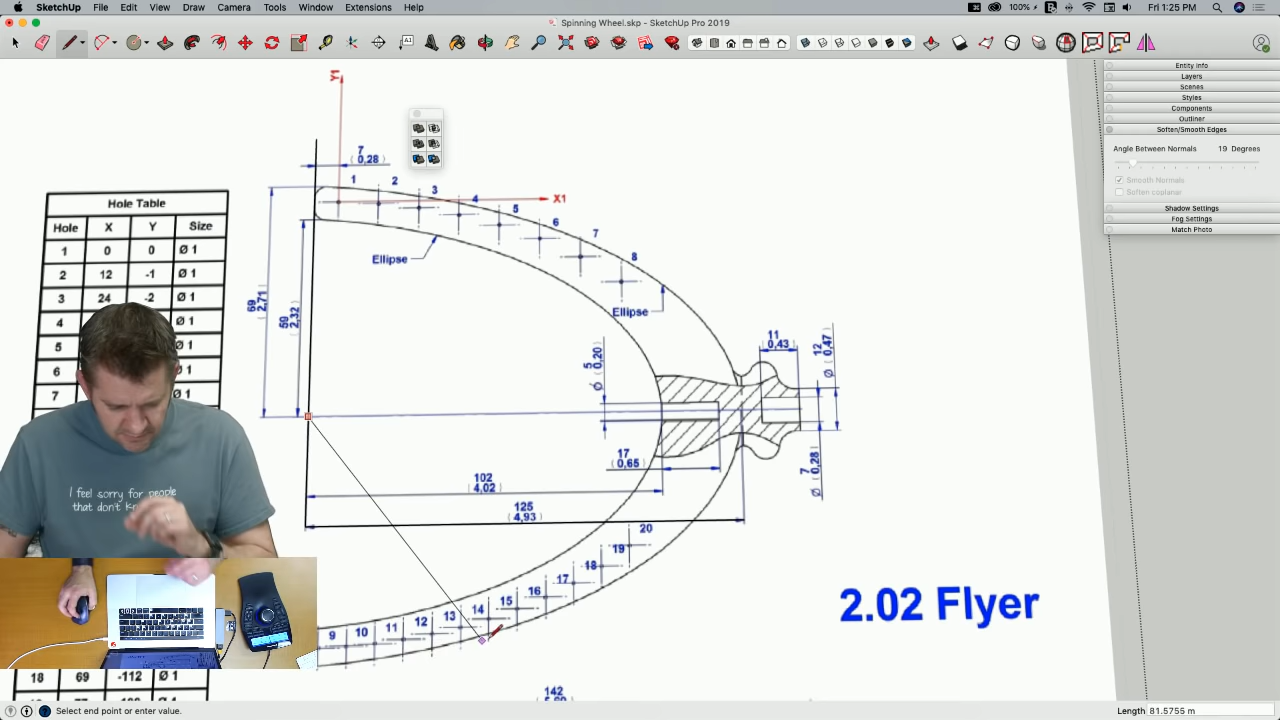 SketchUp File Edit View Draw Camera Tools Window Extensions Help
100% Fri 1:25 PM
Spinning Wheel.skp - SketchUp Pro 2019
Entity Info
Layers
Scenes
Styles
Components
Outliner
Soften/Smooth Edges
Angle Between Normals 19 Degrees
Smooth Normals
Soften coplanar
Shadow Settings
Fog Settings
Match Photo
Y1
7
( 0,28 )
1 2 3 4 5 6 7 8
X1
Ellipse
Ellipse
Hole Table
Hole X Y Size
1 0 0 Ø 1
2 12 -1 Ø 1
3 24 -2 Ø 1
4 Ø 1
5 Ø 1
6 Ø 1
7 Ø 1
69
( 2,71 )
59
( 2,32 )
Ø 5
( 0,20 )
11
( 0,43 )
Ø 12
( 0,47 )
Ø 7
( 0,28 )
17
( 0,65 )
102
( 4,02 )
125
( 4,93 )
9 10 11 12 13 14 15 16 17 18 19 20
2.02 Flyer
I feel sorry for people
that don't
18 69 -112 Ø 1
142
Select end point or enter value.
Length 81.5755 m